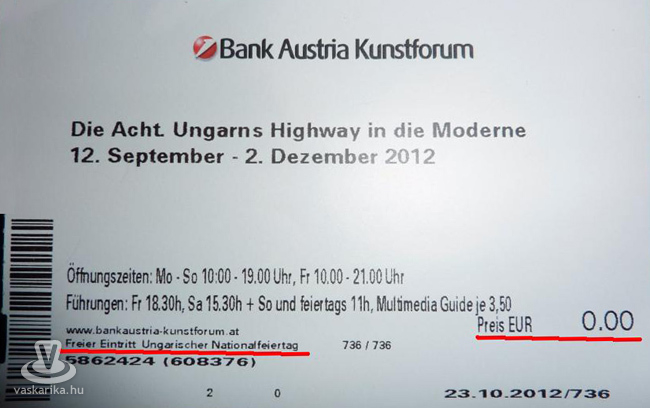 Bank Austria Kunstforum
Die Acht. Ungarns Highway in die Moderne
12. September - 2. Dezember 2012
Öffnungszeiten: Mo - So 10:00 - 19.00 Uhr, Fr 10.00 - 21.00 Uhr
Führungen: Fr 18.30h, Sa 15.30h + So und feiertags 11h, Multimedia Guide je 3,50
Preis EUR 0.00
www.bankaustria-kunstforum.at
Freier Eintritt Ungarischer Nationalfeiertag 736 / 736
5862424 (608376)
vaskarika.hu
2 0 23.10.2012/736